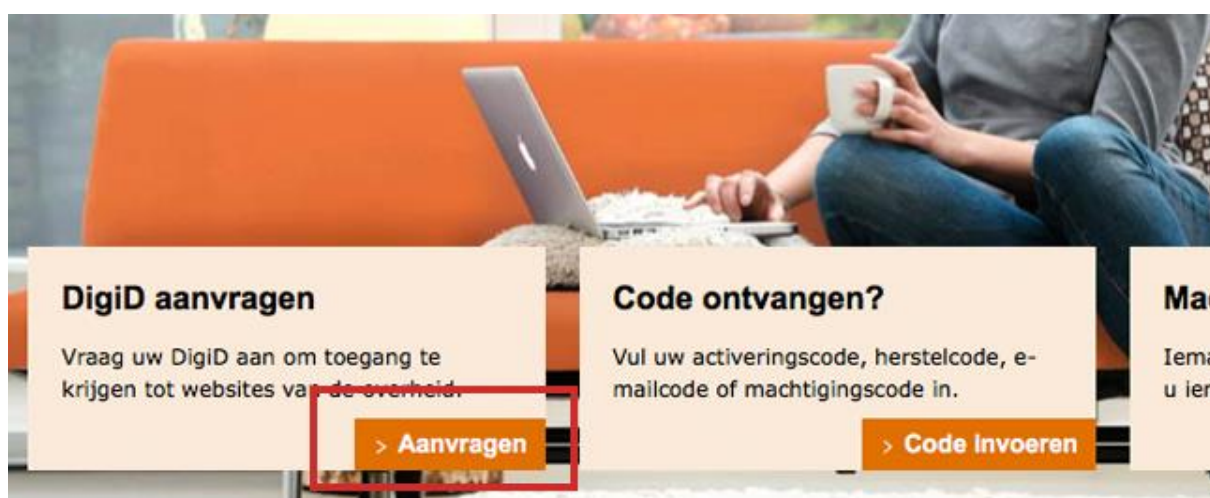 DigiD aanvragen
Vraag uw DigiD aan om toegang te
krijgen tot websites van de overheid.
> Aanvragen
Code ontvangen?
Vul uw activeringscode, herstelcode, e-
mailcode of machtigingscode in.
> Code Invoeren